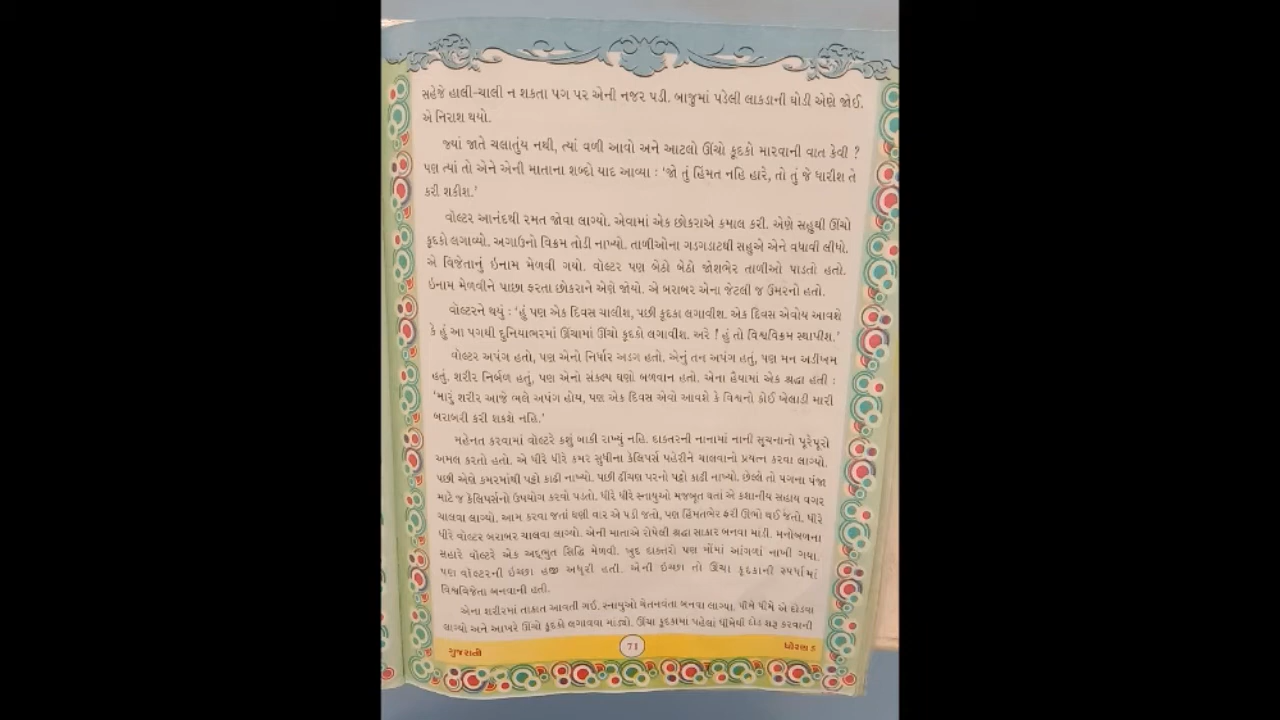 સહેજે હાલી-ચાલી ન શકતા પગ પર એની નજર પડી. બાજુમાં પડેલી લાકડાની ઘોડી એણે જોઈ.
એ નિરાશ થયો.
જ્યાં જાતે ચલાતુંય નથી, ત્યાં વળી આવો અને આટલો ઊંચો કૂદકો મારવાની વાત કેવી ?
પણ ત્યાં તો એને એની માતાના શબ્દો યાદ આવ્યા : ‘જો તું હિંમત નહિ હારે, તો તું જે ધારીશ તે
કરી શકીશ.’
વોલ્ટર આનંદથી રમત જોવા લાગ્યો. એવામાં એક છોકરાએ કમાલ કરી. એણે સહુથી ઊંચો
કૂદકો લગાવ્યો. અગાઉનો વિક્રમ તોડી નાખ્યો. તાળીઓના ગડગડાટથી સહુએ એને વધાવી લીધો.
એ વિજેતાનું ઇનામ મેળવી ગયો. વૉલ્ટર પણ બેઠો બેઠો જોશભેર તાળીઓ પાડતો હતો.
ઇનામ મેળવીને પાછા ફરતા છોકરાને એણે જોયો. એ બરાબર એના જેટલી જ ઉંમરનો હતો.
વૉલ્ટરને થયું : ‘હું પણ એક દિવસ ચાલીશ, પછી કૂદકા લગાવીશ. એક દિવસ એવોય આવશે
કે હું આ પગથી દુનિયાભરમાં ઊંચામાં ઊંચો કૂદકો લગાવીશ. અરે ! હું તો વિશ્વવિક્રમ સ્થાપીશ.’
વોલ્ટર અપંગ હતો, પણ એનો નિર્ધાર અડગ હતો. એનું તન અપંગ હતું, પણ મન અડીખમ
હતું. શરીર નિર્બળ હતું, પણ એનો સંકલ્પ ઘણો બળવાન હતો. એના હૈયામાં એક શ્રદ્ધા હતી :
‘મારું શરીર આજે ભલે અપંગ હોય, પણ એક દિવસ એવો આવશે કે વિશ્વનો કોઈ ખેલાડી મારી
બરાબરી કરી શકશે નહિ.’
મહેનત કરવામાં વૉલ્ટરે કશું બાકી રાખ્યું નહિ. દાક્તરની નાનામાં નાની સૂચનાનો પૂરેપૂરો
અમલ કરતો હતો. એ ધીરે ધીરે કમર સુધીના કેલિપર્સ પહેરીને ચાલવાનો પ્રયત્ન કરવા લાગ્યો.
પછી એણે કમરમાંથી પટ્ટો કાઢી નાખ્યો. પછી ઢીંચણ પરનો પટ્ટો કાઢી નાખ્યો. છેલ્લે તો પગના પંજા
માટે જ કેલિપર્સનો ઉપયોગ કરવો પડતો. ધીરે ધીરે સ્નાયુઓ મજબૂત થતાં એ કશાનીય સહાય વગર
ચાલવા લાગ્યો. આમ કરવા જતાં ઘણી વાર એ પડી જતો, પણ હિંમતભેર ફરી ઊભો થઈ જતો. ધીરે
ધીરે વૉલ્ટર બરાબર ચાલવા લાગ્યો. એની માતાએ રોપેલી શ્રદ્ધા સાકાર બનવા માંડી. મનોબળના
સહારે વોલ્ટરે એક અદ્ભુત સિદ્ધિ મેળવી. ખુદ દાક્તરો પણ મોંમાં આંગળાં નાખી ગયા.
પણ વૉલ્ટરની ઇચ્છા હજી અધૂરી હતી. એની ઇચ્છા તો ઊંચા કૂદકાની સ્પર્ધામાં
વિશ્વવિજેતા બનવાની હતી.
એના શરીરમાં તાકાત આવતી ગઈ. સ્નાયુઓ ચેતનવંતા બનવા લાગ્યા. ધીમે ધીમે એ દોડવા
લાગ્યો અને આખરે ઊંચો કૂદકો લગાવવા માંડ્યો. ઊંચા કૂદકામાં પહેલાં ધીમેથી દોડ શરૂ કરવાની
ગુજરાતી
71
ધોરણ ૬